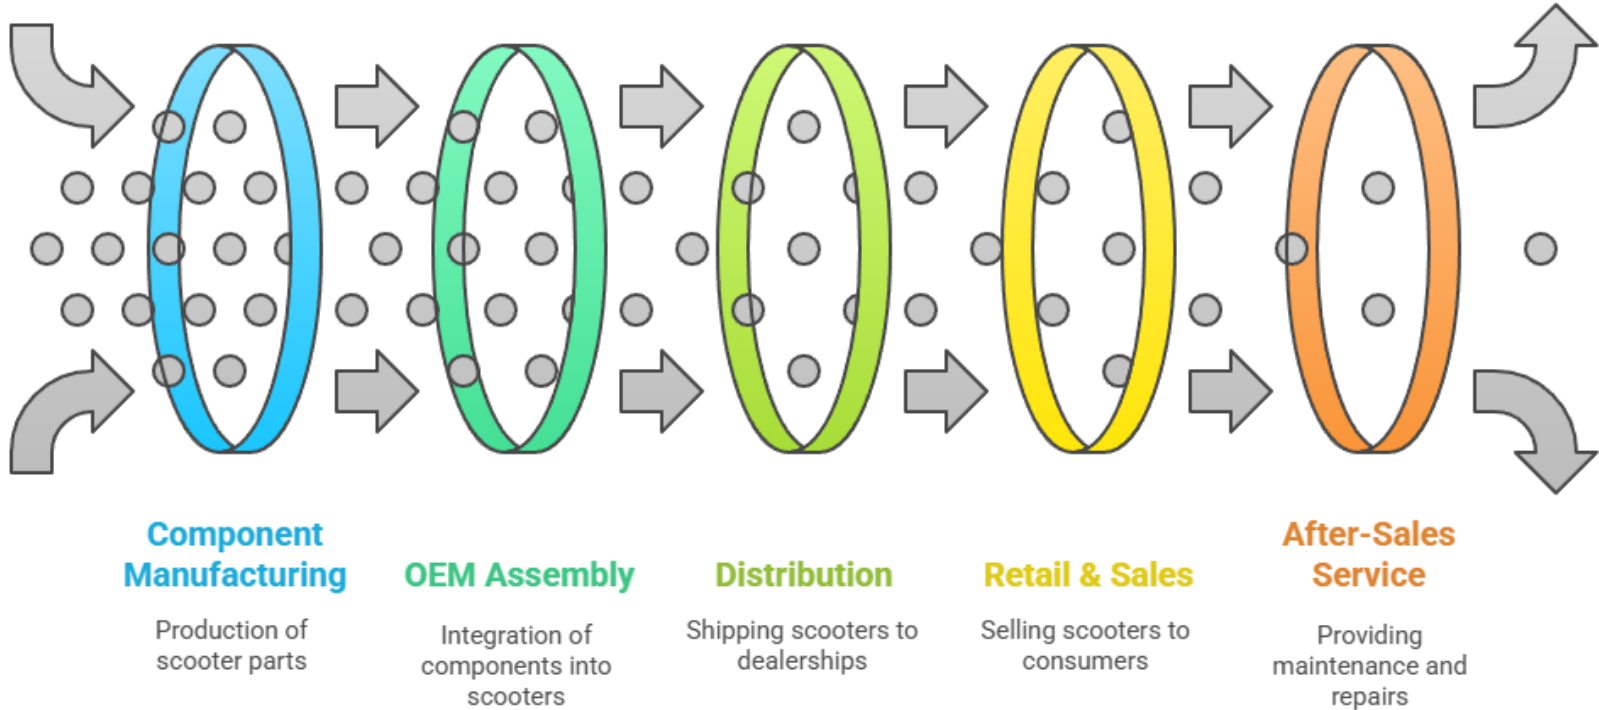 Component
Manufacturing
Production of
scooter parts
OEM Assembly
Integration of
components into
scooters
Distribution
Shipping scooters to
dealerships
Retail & Sales
Selling scooters to
consumers
After-Sales
Service
Providing
maintenance and
repairs